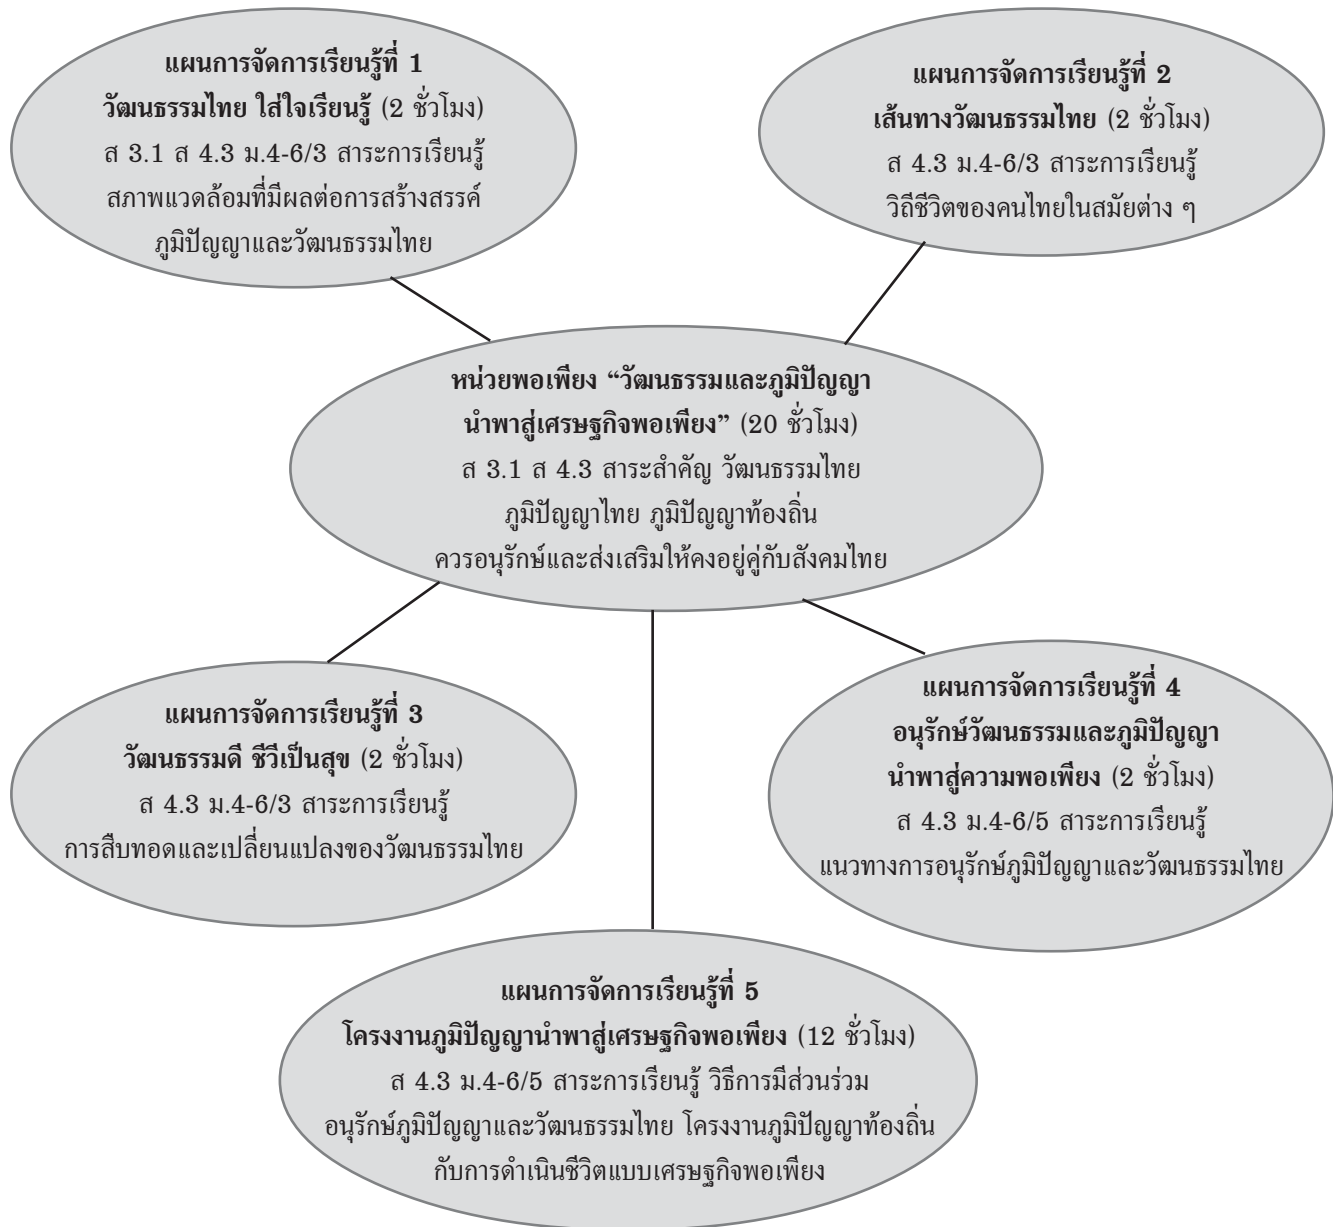 แผนการจัดการเรียนรู้ที่ 1
วัฒนธรรมไทย ใส่ใจเรียนรู้ (2 ชั่วโมง)
ส 3.1 ส 4.3 ม.4-6/3 สาระการเรียนรู้
สภาพแวดล้อมที่มีผลต่อการสร้างสรรค์
ภูมิปัญญาและวัฒนธรรมไทย
แผนการจัดการเรียนรู้ที่ 2
เส้นทางวัฒนธรรมไทย (2 ชั่วโมง)
ส 4.3 ม.4-6/3 สาระการเรียนรู้
วิถีชีวิตของคนไทยในสมัยต่าง ๆ
หน่วยพอเพียง “วัฒนธรรมและภูมิปัญญา
นำพาสู่เศรษฐกิจพอเพียง” (20 ชั่วโมง)
ส 3.1 ส 4.3 สาระสำคัญ วัฒนธรรมไทย
ภูมิปัญญาไทย ภูมิปัญญาท้องถิ่น
ควรอนุรักษ์และส่งเสริมให้คงอยู่คู่กับสังคมไทย
แผนการจัดการเรียนรู้ที่ 3
วัฒนธรรมดี ชีวีเป็นสุข (2 ชั่วโมง)
ส 4.3 ม.4-6/3 สาระการเรียนรู้
การสืบทอดและเปลี่ยนแปลงของวัฒนธรรมไทย
แผนการจัดการเรียนรู้ที่ 4
อนุรักษ์วัฒนธรรมและภูมิปัญญา
นำพาสู่ความพอเพียง (2 ชั่วโมง)
ส 4.3 ม.4-6/5 สาระการเรียนรู้
แนวทางการอนุรักษ์ภูมิปัญญาและวัฒนธรรมไทย
แผนการจัดการเรียนรู้ที่ 5
โครงงานภูมิปัญญานำพาสู่เศรษฐกิจพอเพียง (12 ชั่วโมง)
ส 4.3 ม.4-6/5 สาระการเรียนรู้ วิธีการมีส่วนร่วม
อนุรักษ์ภูมิปัญญาและวัฒนธรรมไทย โครงงานภูมิปัญญาท้องถิ่น
กับการดำเนินชีวิตแบบเศรษฐกิจพอเพียง